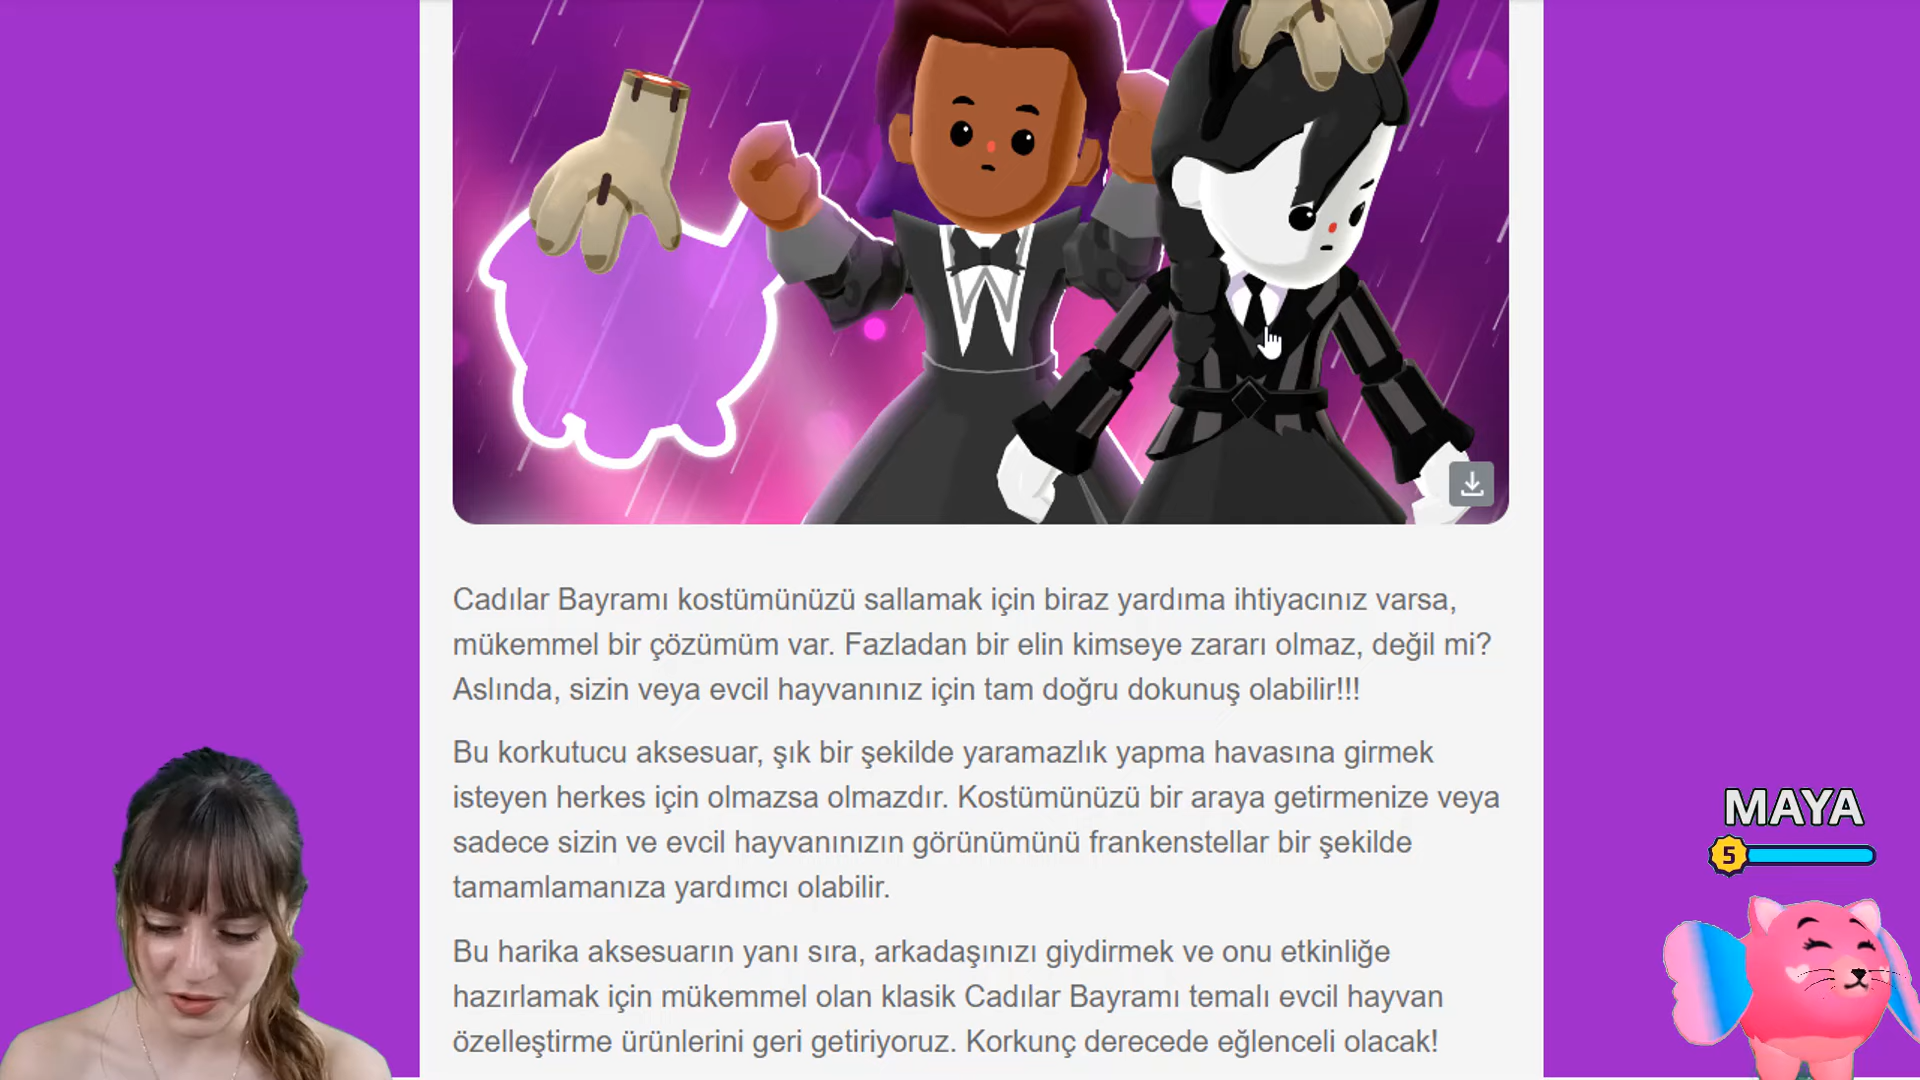 Cadılar Bayramı kostümünüzü sallamak için biraz yardıma ihtiyacınız varsa,
mükemmel bir çözümüm var. Fazladan bir elin kimseye zararı olmaz, değil mi?
Aslında, sizin veya evcil hayvanınız için tam doğru dokunuş olabilir!!!
Bu korkutucu aksesuar, şık bir şekilde yaramazlık yapma havasına girmek
isteyen herkes için olmazsa olmazdır. Kostümünüzü bir araya getirmenize veya
sadece sizin ve evcil hayvanınızın görünümünü frankenstellar bir şekilde
tamamlamanıza yardımcı olabilir.
Bu harika aksesuarın yanı sıra, arkadaşınızı giydirmek ve onu etkinliğe
hazırlamak için mükemmel olan klasik Cadılar Bayramı temalı evcil hayvan
özelleştirme ürünlerini geri getiriyoruz. Korkunç derecede eğlenceli olacak!
MAYA
5